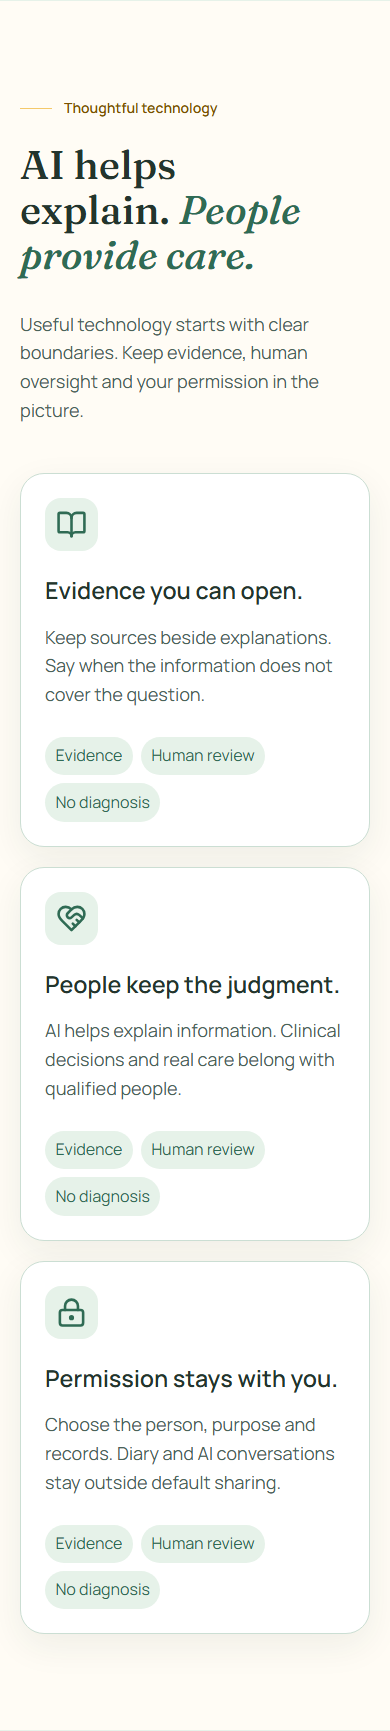 Thoughtful technology
AI helps
explain. People
provide care.
Useful technology starts with clear
boundaries. Keep evidence, human
oversight and your permission in the
picture.
Evidence you can open.
Keep sources beside explanations.
Say when the information does not
cover the question.
Evidence
Human review
No diagnosis
People keep the judgment.
AI helps explain information. Clinical
decisions and real care belong with
qualified people.
Evidence
Human review
No diagnosis
Permission stays with you.
Choose the person, purpose and
records. Diary and AI conversations
stay outside default sharing.
Evidence
Human review
No diagnosis